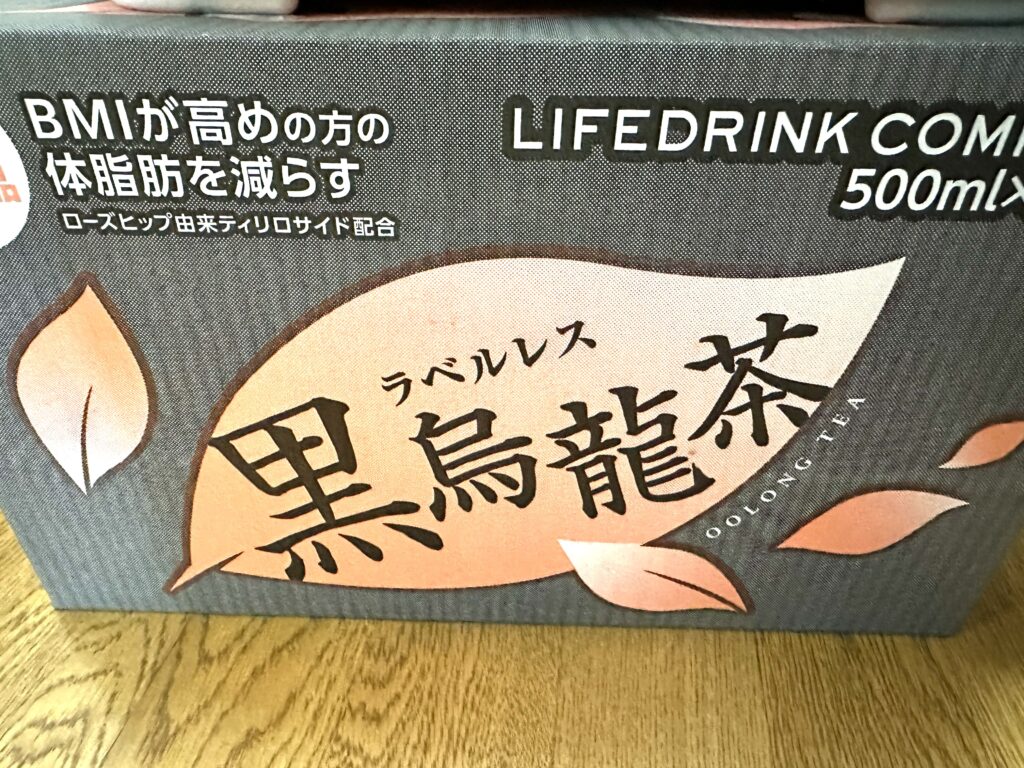 BMIが高めの方の
体脂肪を減らす
ローズヒップ由来ティリロサイド配合
LIFEDRINK
500ml×
ラベルレス
黒烏龍茶
OOLONG TEA